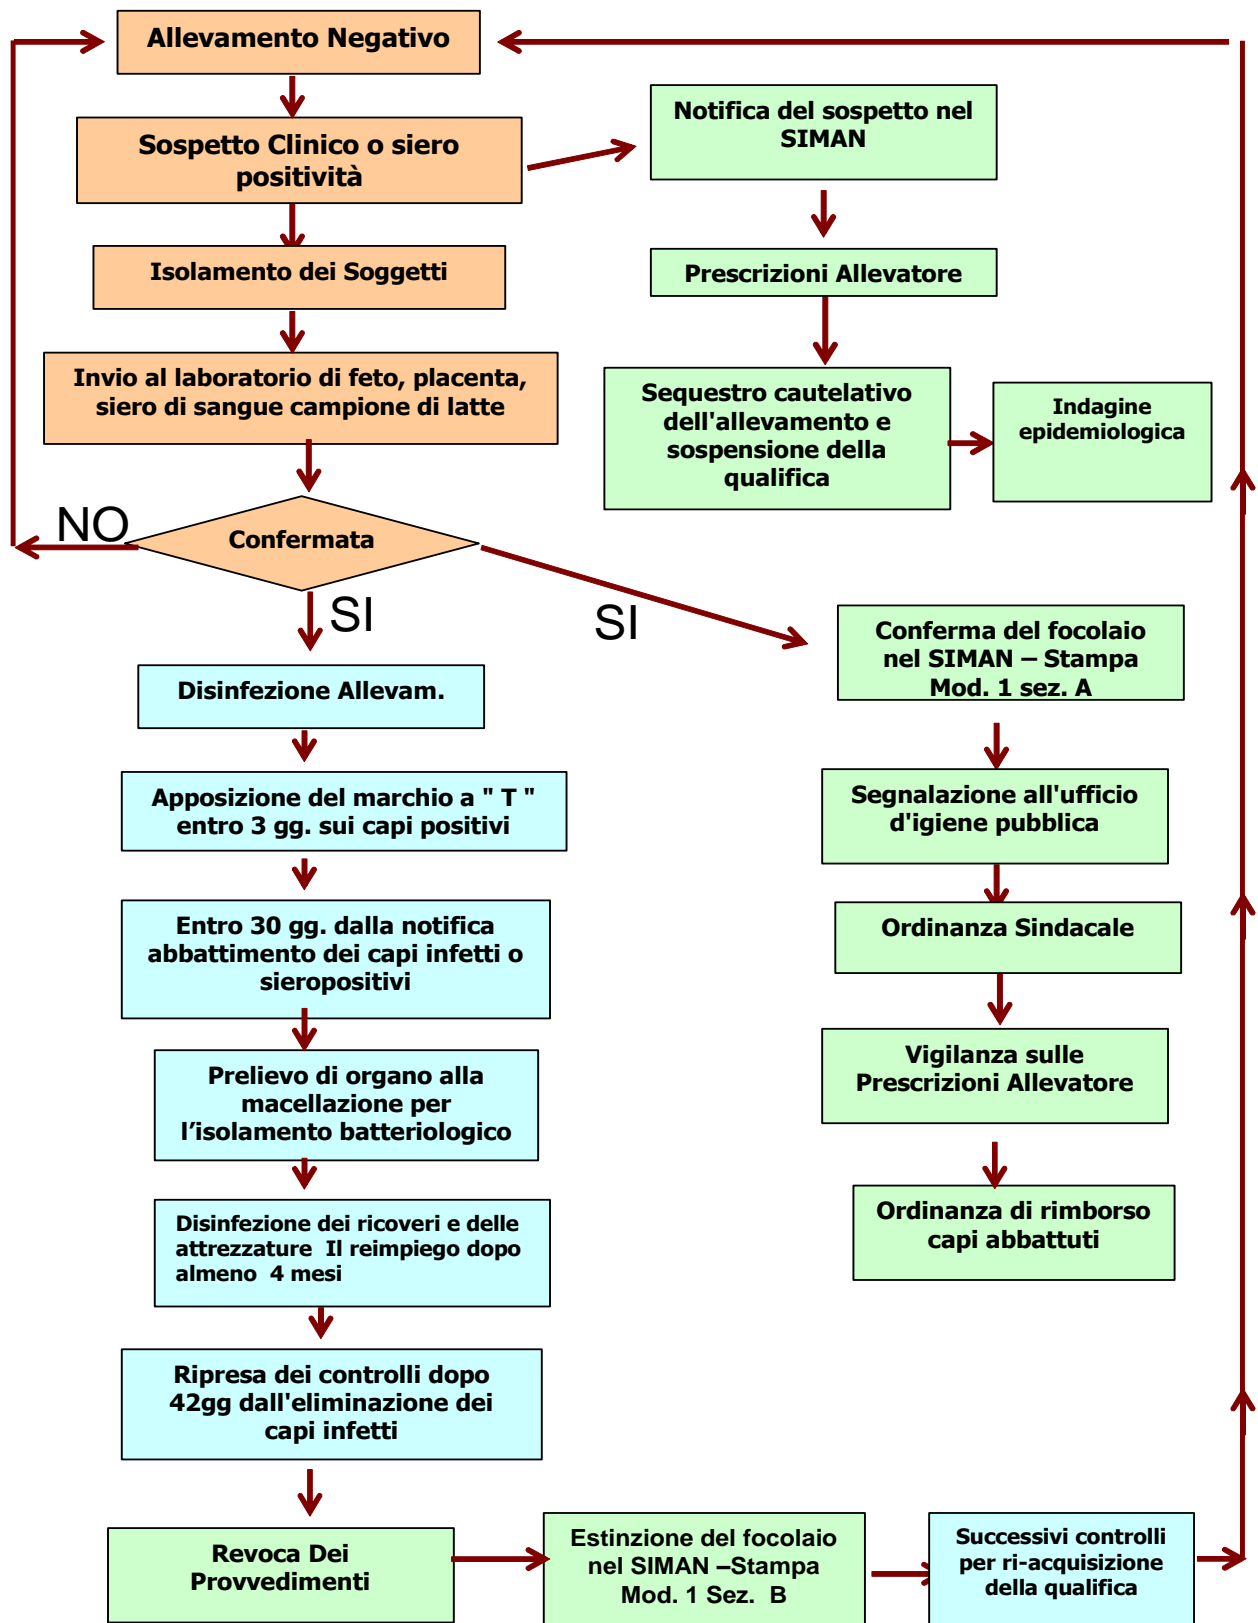 Allevamento Negativo
Sospetto Clinico o siero
positività
Notifica del sospetto nel
SIMAN
Isolamento dei Soggetti
Prescrizioni Allevatore
Invio al laboratorio di feto, placenta,
siero di sangue campione di latte
Sequestro cautelativo
dell'allevamento e
sospensione della
qualifica
Indagine
epidemiologica
NO
Confermata
SI
SI
Conferma del focolaio
nel SIMAN – Stampa
Mod. 1 sez. A
Disinfezione Allevam.
Apposizione del marchio a " T "
entro 3 gg. sui capi positivi
Segnalazione all'ufficio
d'igiene pubblica
Entro 30 gg. dalla notifica
abbattimento dei capi infetti o
sieropositivi
Ordinanza Sindacale
Prelievo di organo alla
macellazione per
l’isolamento batteriologico
Vigilanza sulle
Prescrizioni Allevatore
Disinfezione dei ricoveri e delle
attrezzature  Il reimpiego dopo
almeno  4 mesi
Ordinanza di rimborso
capi abbattuti
Ripresa dei controlli dopo
42gg dall'eliminazione dei
capi infetti
Revoca Dei
Provvedimenti
Estinzione del focolaio
nel SIMAN –Stampa
Mod. 1 Sez.  B
Successivi controlli
per ri-acquisizione
della qualifica